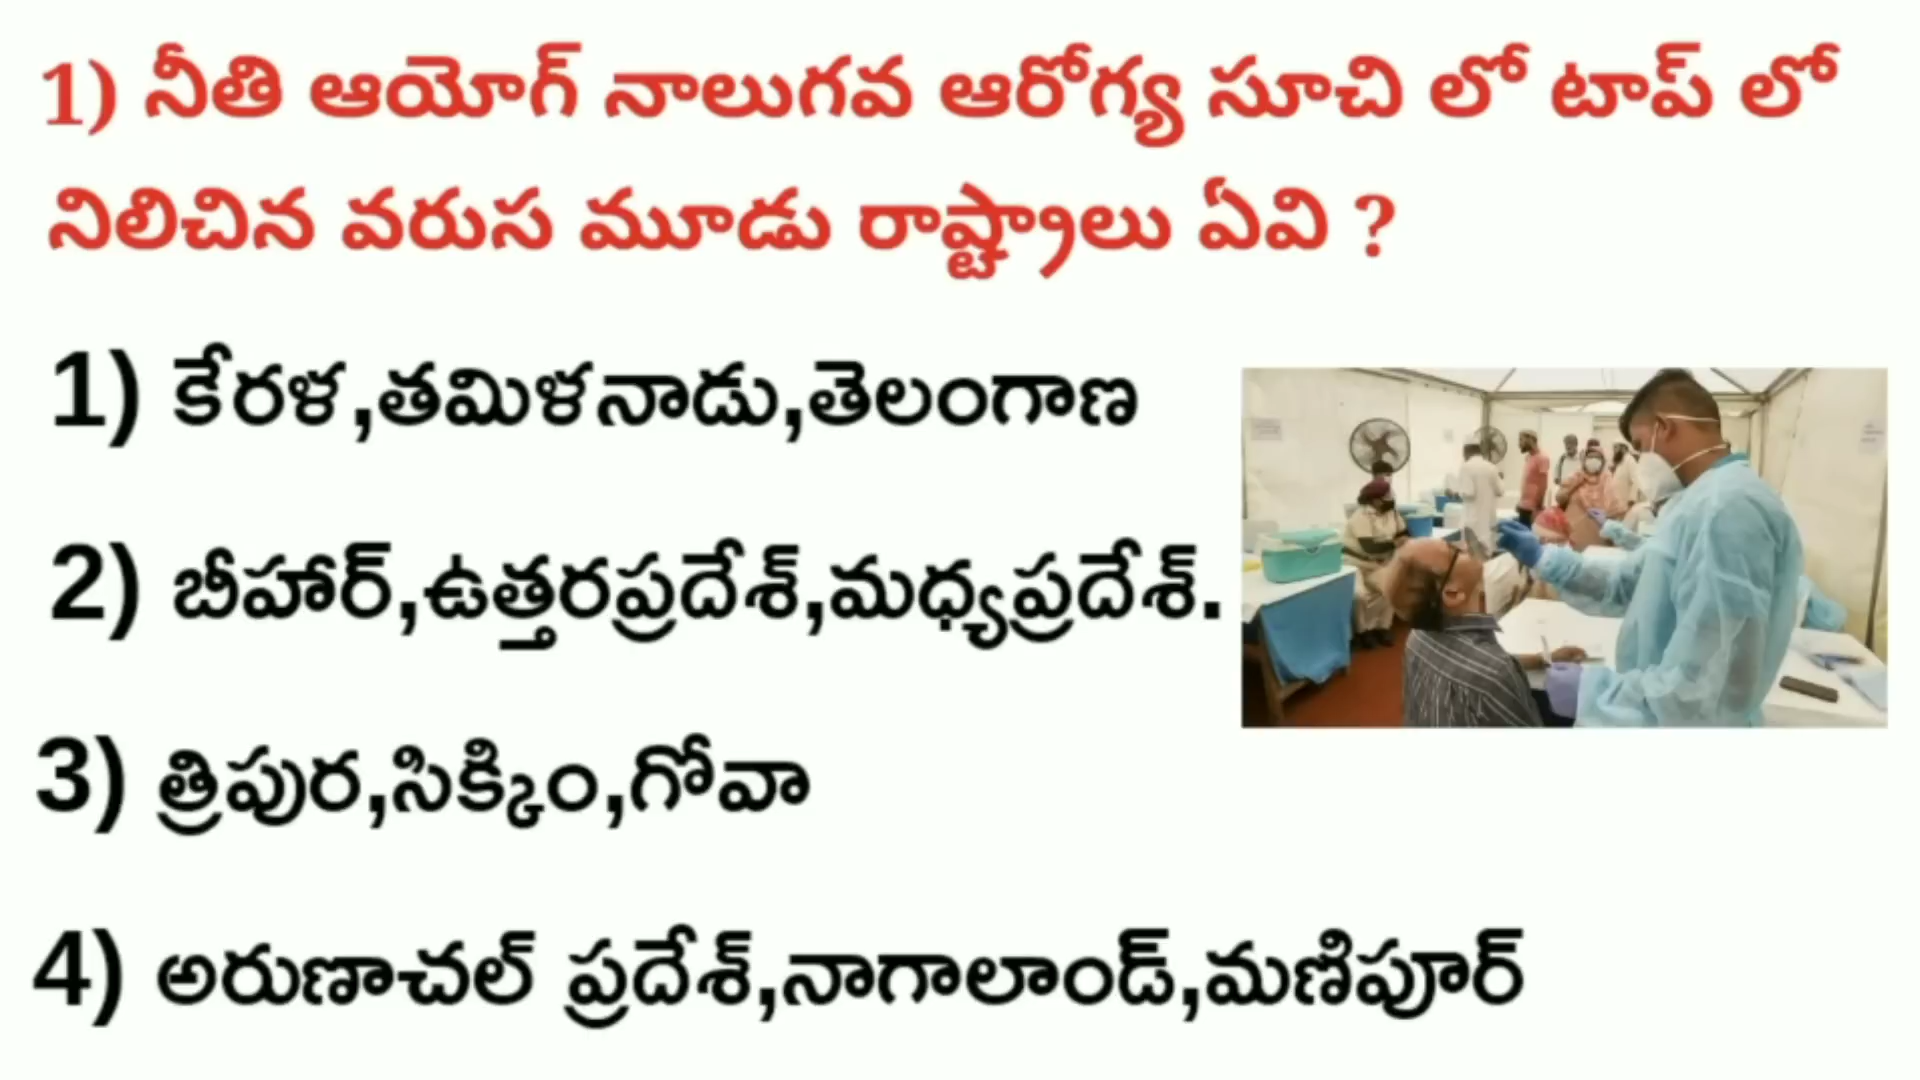 1) నీతి ఆయోగ్ నాలుగవ ఆరోగ్య సూచి లో టాప్ లో
నిలిచిన వరుస మూడు రాష్ట్రాలు ఏవి ?
1) కేరళ,తమిళనాడు,తెలంగాణ
2) బీహార్,ఉత్తరప్రదేశ్,మధ్యప్రదేశ్.
3) త్రిపుర,సిక్కిం,గోవా
4) అరుణాచల్ ప్రదేశ్,నాగాలాండ్,మణిపూర్